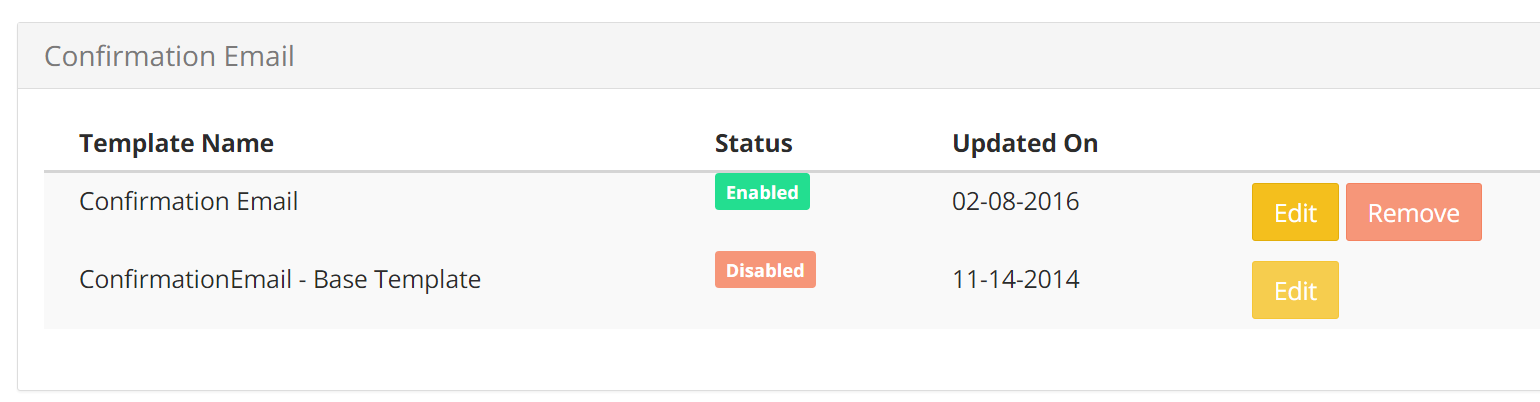 Confirmation Email
Template Name Status Updated On
Confirmation Email Enabled 02-08-2016 Edit Remove
ConfirmationEmail - Base Template Disabled 11-14-2014 Edit